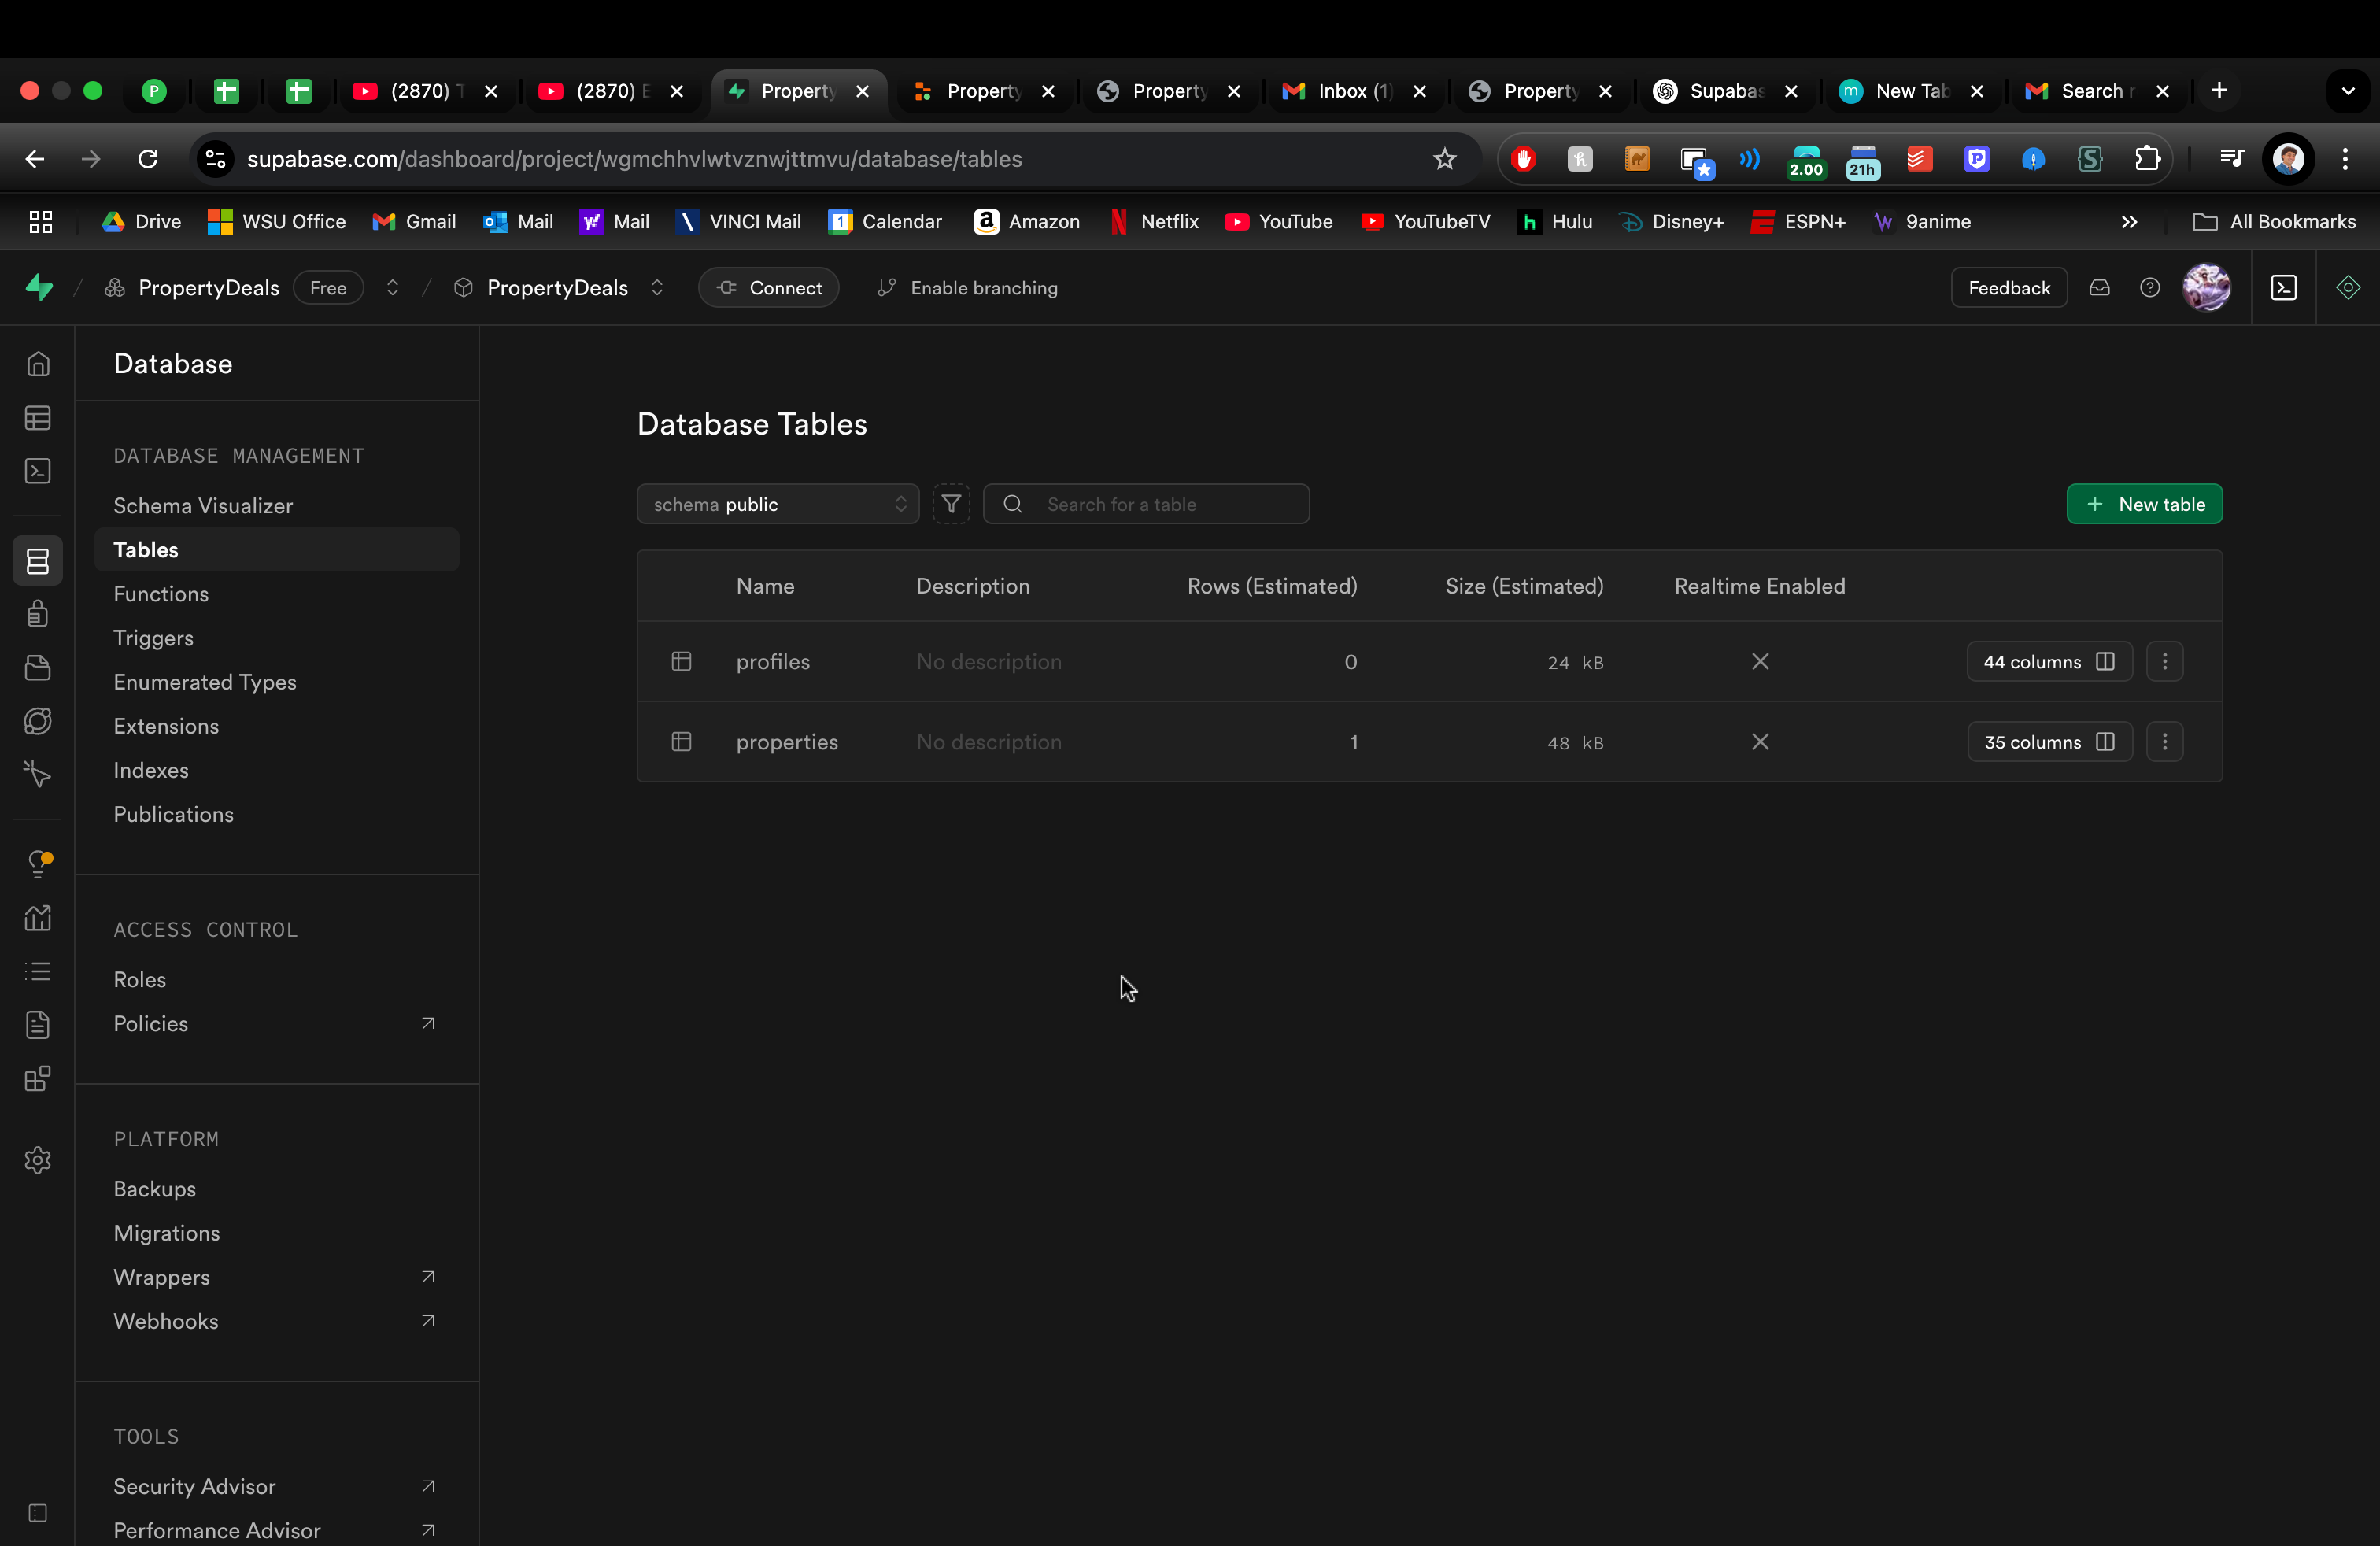 P
(2870) T
(2870) E
Property
Property
Property
Inbox (1)
Property
Supabas
m
New Tab
Search r
supabase.com/dashboard/project/wgmchhvlwtvznwjttmvu/database/tables
2.00
21h
Drive
WSU Office
Gmail
Mail
Mail
VINCI Mail
Calendar
Amazon
Netflix
YouTube
YouTubeTV
Hulu
Disney+
ESPN+
9anime
All Bookmarks
/ PropertyDeals Free / PropertyDeals Connect Enable branching
Feedback
Database
DATABASE MANAGEMENT
Schema Visualizer
Tables
Functions
Triggers
Enumerated Types
Extensions
Indexes
Publications
ACCESS CONTROL
Roles
Policies
PLATFORM
Backups
Migrations
Wrappers
Webhooks
TOOLS
Security Advisor
Performance Advisor
Database Tables
schema public
Search for a table
New table
Name Description Rows (Estimated) Size (Estimated) Realtime Enabled
profiles No description 0 24 kB 44 columns
properties No description 1 48 kB 35 columns